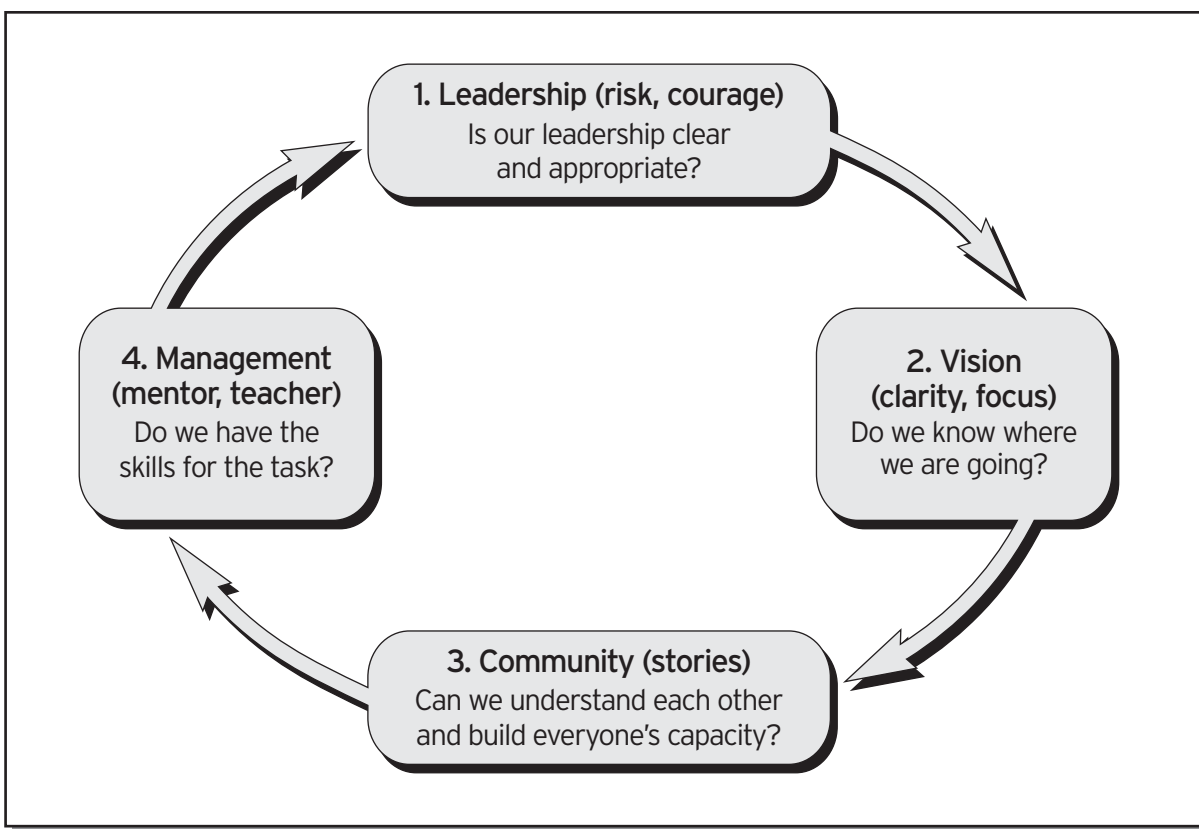 1. Leadership (risk, courage)
Is our leadership clear
and appropriate?
2. Vision
(clarity, focus)
Do we know where
we are going?
3. Community (stories)
Can we understand each other
and build everyone’s capacity?
4. Management
(mentor, teacher)
Do we have the
skills for the task?